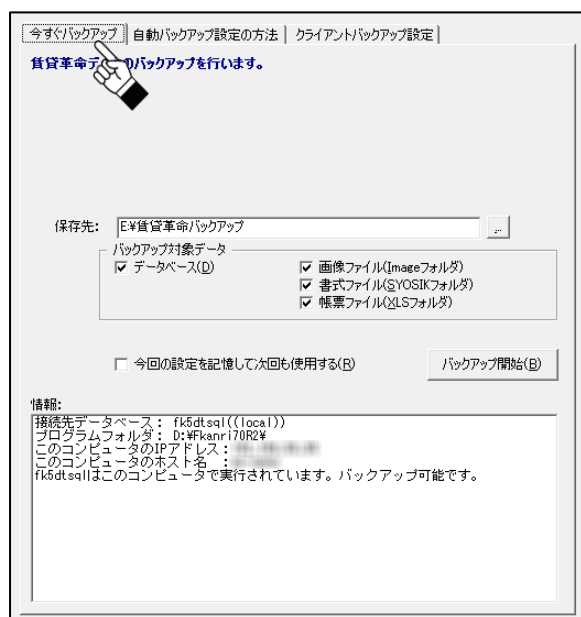 今すぐバックアップ 自動バックアップ設定の方法 クライアントバックアップ設定
賃貸革命デ のバックアップを行います。
保存先: E:¥賃貸革命バックアップ ...
バックアップ対象データ
データベース(D) 画像ファイル(Imageフォルダ)
書式ファイル(SYOSIKフォルダ)
帳票ファイル(XLSフォルダ)
今回の設定を記憶して次回も使用する(R) バックアップ開始(B)
情報:
接続先データベース: fk5dtsql((local))
プログラムフォルダ: D:¥Fkanri70R2¥
このコンピュータのIPアドレス:
このコンピュータのホスト名 :
fk5dtsqlはこのコンピュータで実行されています。バックアップ可能です。